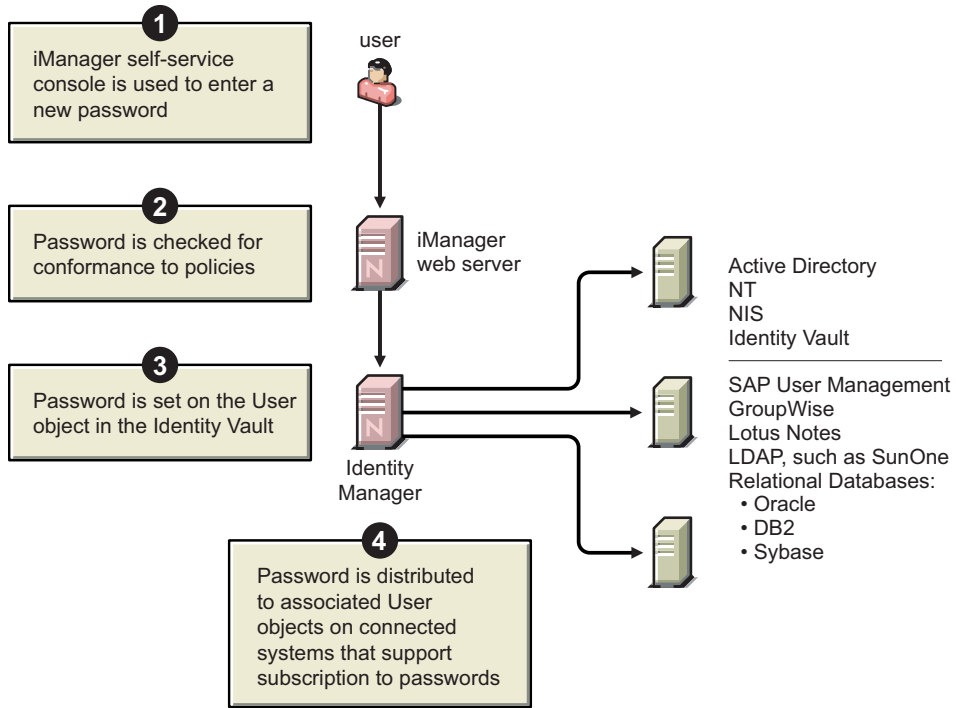 1
iManager self-service
console is used to enter a
new password
user
2
Password is checked for
conformance to policies
N
iManager
web server
3
Password is set on the User
object in the Identity Vault
N
Identity
Manager
4
Password is distributed
to associated User
objects on connected
systems that support
subscription to passwords
Active Directory
NT
NIS
Identity Vault
SAP User Management
GroupWise
Lotus Notes
LDAP, such as SunOne
Relational Databases:
• Oracle
• DB2
• Sybase